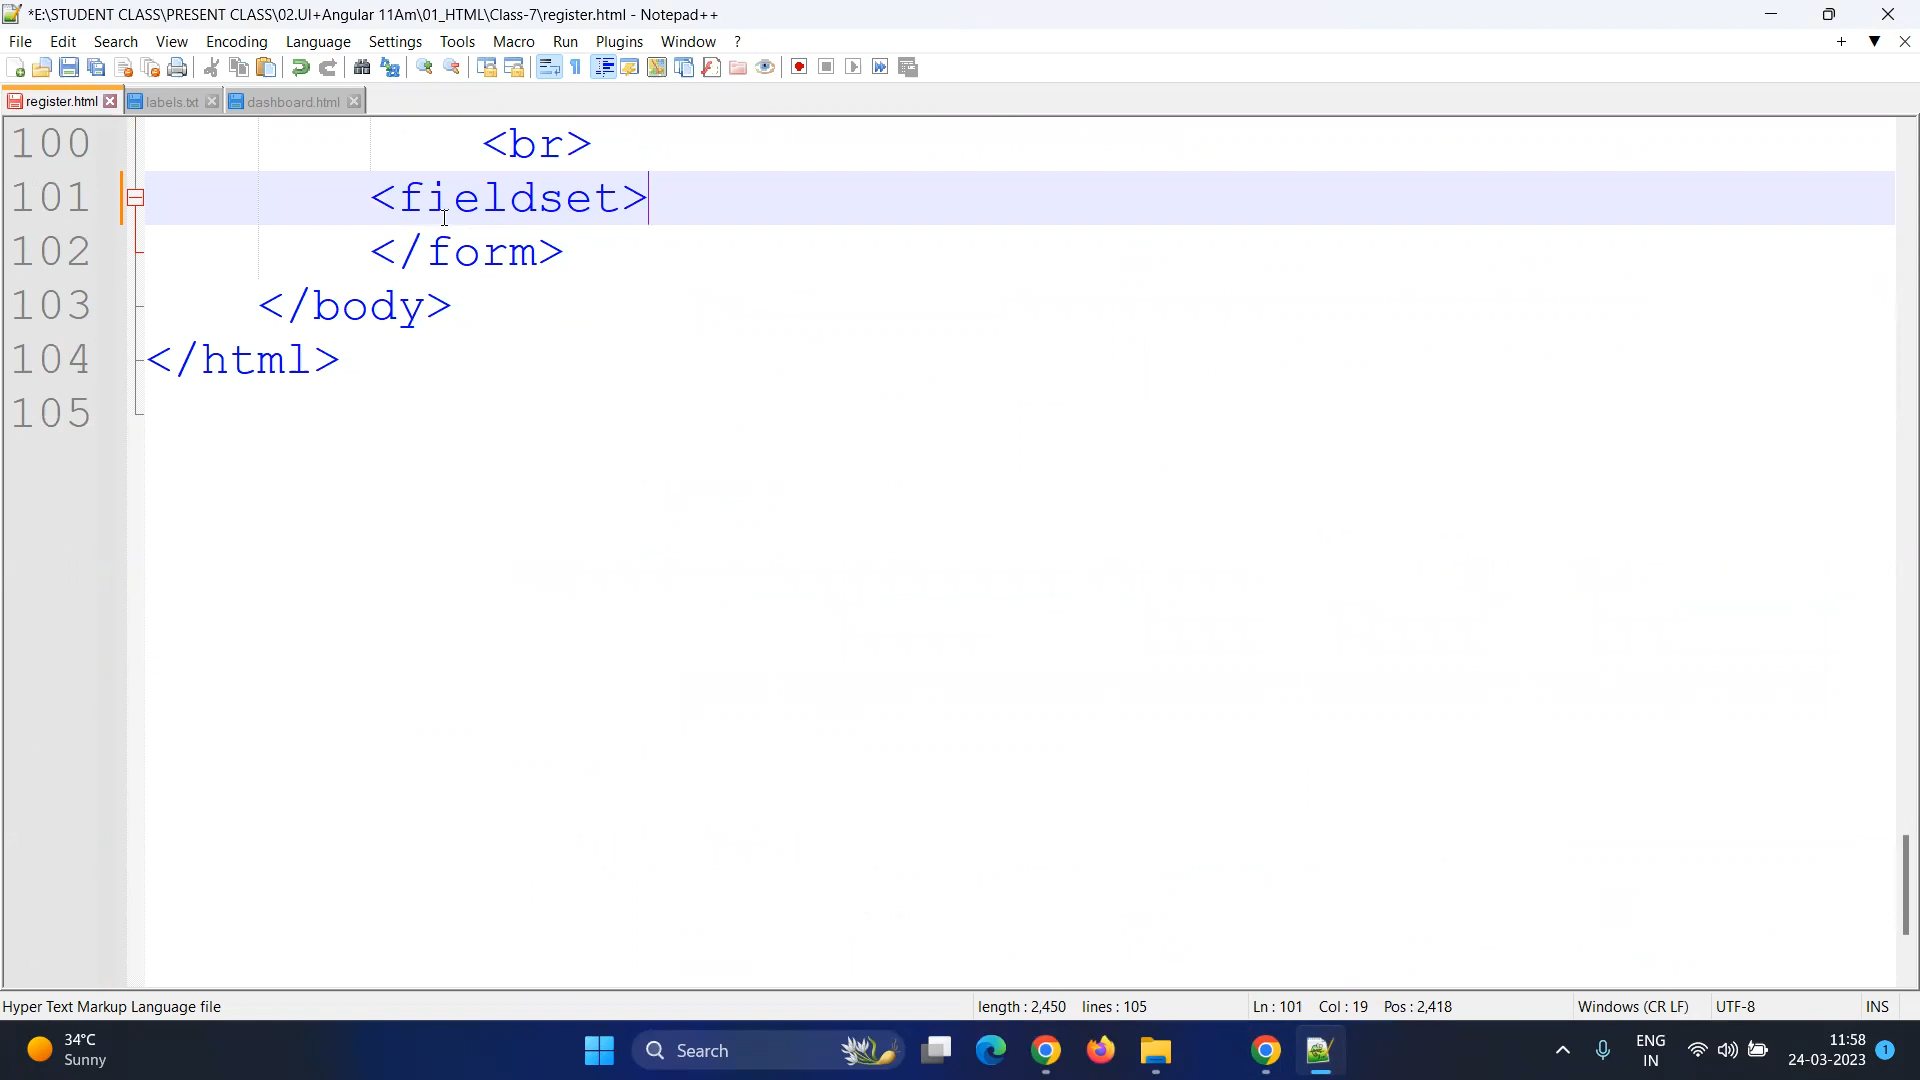 *E:\STUDENT CLASS\PRESENT CLASS\02.UI+Angular 11Am\01_HTML\Class-7\register.html - Notepad++
File Edit Search View Encoding Language Settings Tools Macro Run Plugins Window ?
register.html labels.txt dashboard.html
100 <br>
101 <fieldset>
102 </form>
103 </body>
104 </html>
105
Hyper Text Markup Language file length : 2,450 lines : 105 Ln : 101 Col : 19 Pos : 2,418 Windows (CR LF) UTF-8 INS
34°C
Sunny
Search
ENG
IN
11:58
24-03-2023
1